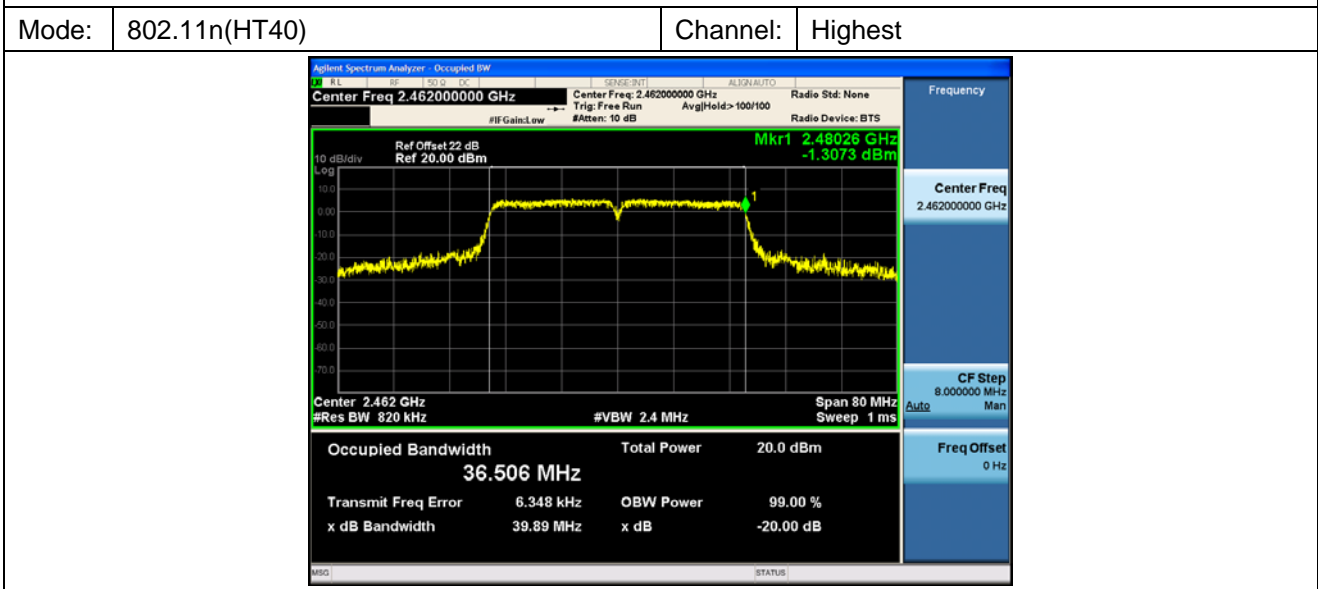 Mode: 802.11n(HT40) Channel: Highest
Agilent Spectrum Analyzer - Occupied BW
RL RF 50 Ω DC SENSE:INT ALIGN AUTO
Center Freq 2.462000000 GHz Center Freq: 2.462000000 GHz Radio Std: None Frequency
Trig: Free Run Avg|Hold:> 100/100
#IFGain:Low #Atten: 10 dB Radio Device: BTS
Mkr1 2.48026 GHz
Ref Offset 22 dB
10 dB/div Ref 20.00 dBm -1.3073 dBm
Log
10.0
0.00
-10.0
-20.0
-30.0
-40.0
-50.0
-60.0
-70.0
1
Center Freq
2.462000000 GHz
Center 2.462 GHz Span 80 MHz
#Res BW 820 kHz #VBW 2.4 MHz Sweep 1 ms
CF Step
8.000000 MHz
Auto Man
Occupied Bandwidth Total Power 20.0 dBm
36.506 MHz
Transmit Freq Error 6.348 kHz OBW Power 99.00 %
x dB Bandwidth 39.89 MHz x dB -20.00 dB
Freq Offset
0 Hz
MSG STATUS